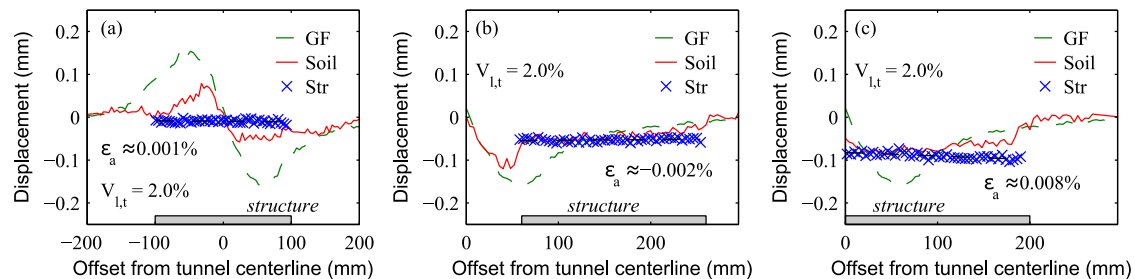 (a)
GF
Soil
Str
ε_a ≈0.001%
V_l,t = 2.0%
structure
0.2
0.1
0
−0.1
−0.2
Displacement (mm)
−200 −100 0 100 200
Offset from tunnel centerline (mm)
(b)
GF
V_l,t = 2.0%
Soil
Str
ε_a ≈−0.002%
structure
0.2
0.1
0
−0.1
−0.2
Displacement (mm)
0 100 200
Offset from tunnel centerline (mm)
(c)
GF
V_l,t = 2.0%
Soil
Str
ε_a ≈0.008%
structure
0.2
0.1
0
−0.1
−0.2
Displacement (mm)
0 100 200
Offset from tunnel centerline (mm)